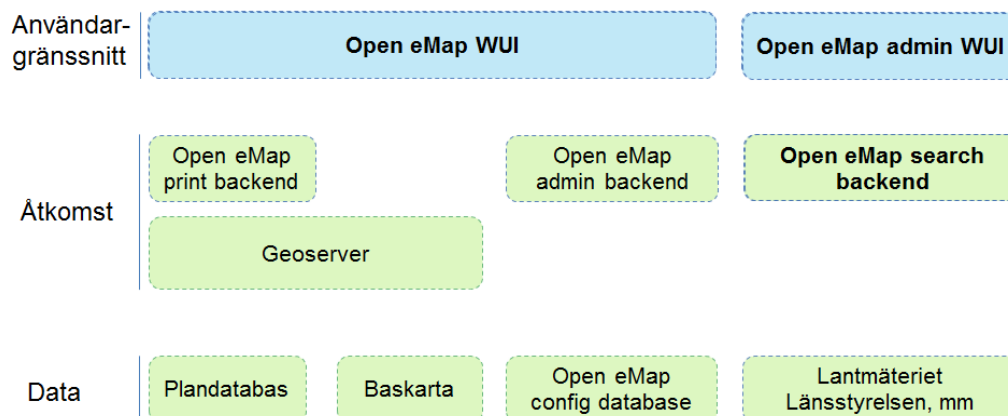 Användar-
gränssnitt
Open eMap WUI
Open eMap admin WUI
Åtkomst
Open eMap
print backend
Open eMap
admin backend
Open eMap search
backend
Geoserver
Data
Plandatabas
Baskarta
Open eMap
config database
Lantmäteriet
Länsstyrelsen, mm